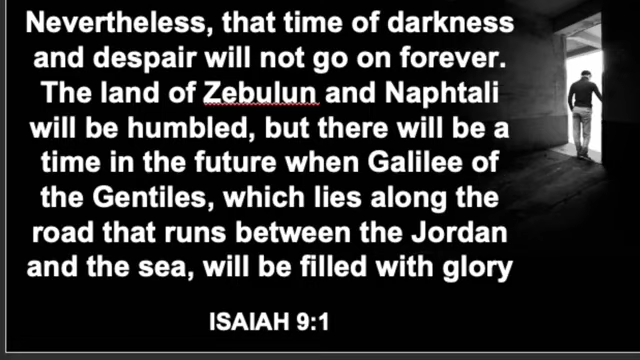 Nevertheless, that time of darkness
and despair will not go on forever.
The land of Zebulun and Naphtali
will be humbled, but there will be a
time in the future when Galilee of
the Gentiles, which lies along the
road that runs between the Jordan
and the sea, will be filled with glory
ISAIAH 9:1